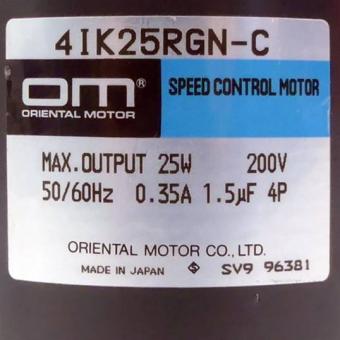 4IK25RGN-C
OM® SPEED CONTROL MOTOR
ORIENTAL MOTOR
MAX.OUTPUT 25W 200V
50/60Hz 0.35A 1.5µF 4P
ORIENTAL MOTOR CO., LTD.
MADE IN JAPAN S SV9 96381